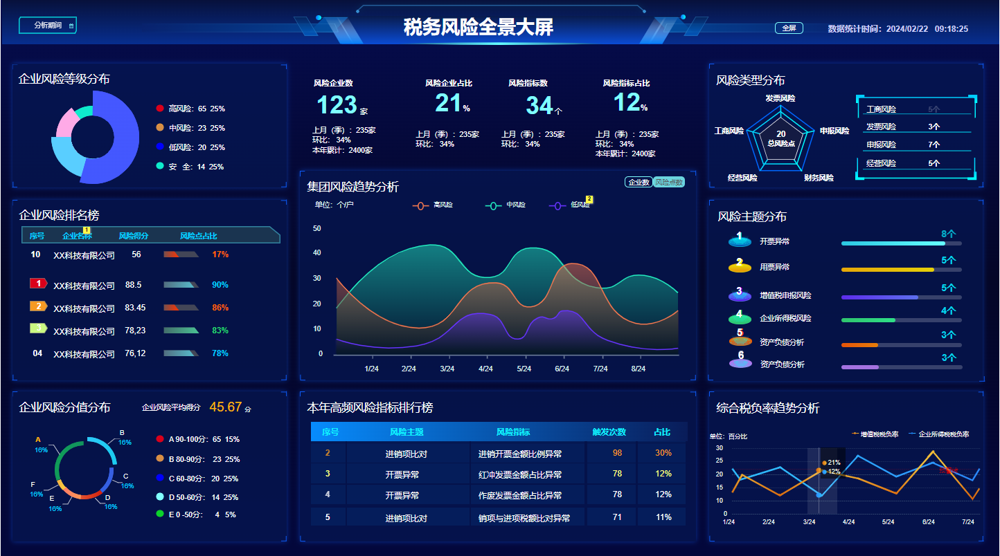 分析期间
税务风险全景大屏
全屏
数据统计时间：2024/02/22 09:18:25
企业风险等级分布
高风险：65 25%
中风险：23 25%
低风险：20 25%
安 全：14 25%
风险企业数
123家
上月（季）：235家
环比： 34%
本年累计：2400家
风险企业占比
21%
上月（季）：235家
环比： 34%
风险指标数
34个
上月（季）：235家
环比： 34%
风险指标占比
12%
上月（季）：235家
环比： 34%
本年累计：2400家
风险类型分布
发票风险
工商风险
申报风险
经营风险
财务风险
20
总风险点
工商风险 5个
发票风险 3个
申报风险 7个
经营风险 5个
企业风险排名榜
1
序号 企业名称 风险得分 风险点占比
10 XX科技有限公司 56 17%
1 XX科技有限公司 88.5 90%
2 XX科技有限公司 83.45 86%
3 XX科技有限公司 78,23 83%
04 XX科技有限公司 76,12 78%
集团风险趋势分析
企业数 风险点数
单位：个/户
高风险 中风险 低风险
2
50
40
30
20
10
0
1/24 2/24 3/24 4/24 5/24 6/24 7/24 8/24
风险主题分布
1 开票异常 8个
2 用票异常 5个
3 增值税申报风险 5个
4 企业所得税风险 4个
5 资产负债分析 3个
6 资产负债分析 3个
企业风险分值分布
企业风险平均得分 45.67 分
A
16%
B
16%
C
16%
D
16%
E
16%
F
16%
A 90-100分： 65 15%
B 80-90分： 23 25%
C 60-80分： 20 25%
D 50-60分： 14 25%
E 0 -50分： 4 5%
本年高频风险指标排行榜
序号 风险主题 风险指标 触发次数 占比
2 进销项比对 进销开票金额比例异常 98 30%
3 开票异常 红冲发票金额占比异常 78 12%
4 开票异常 作废发票金额占比异常 78 12%
5 进销项比对 销项与进项税额比对异常 71 11%
综合税负率趋势分析
单位：百分比
增值税税负率 企业所得税税负率
30
25
20
15
10
0
21%
12%
1/24 2/24 3/24 4/24 5/24 6/24 7/24